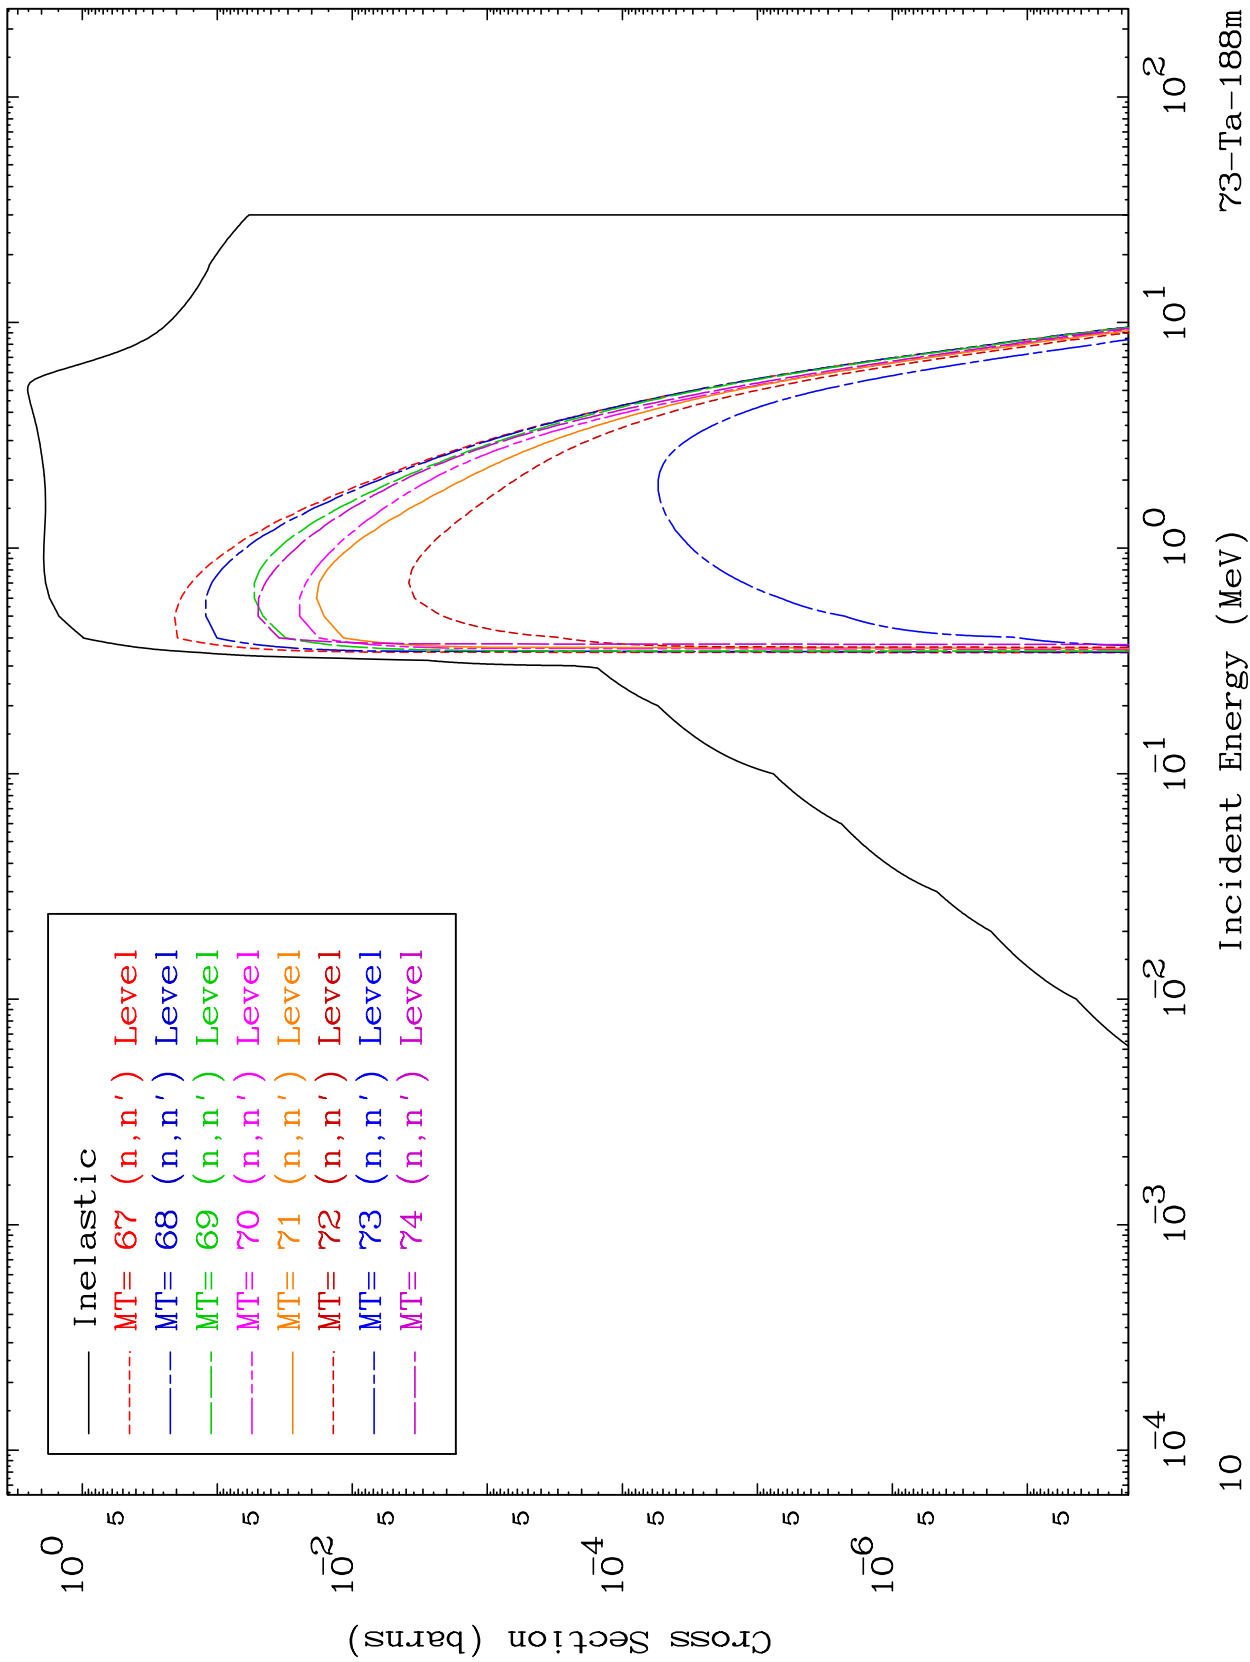 Inelastic
MT= 67 (n,n') Level
MT= 68 (n,n') Level
MT= 69 (n,n') Level
MT= 70 (n,n') Level
MT= 71 (n,n') Level
MT= 72 (n,n') Level
MT= 73 (n,n') Level
MT= 74 (n,n') Level
Cross Section (barns)
10^0
5
5
10^-2
5
5
10^-4
5
5
10^-6
5
5
10^-4
10^-3
10^-2
10^-1
10^0
10^1
10^2
Incident Energy (MeV)
10
73-Ta-188m